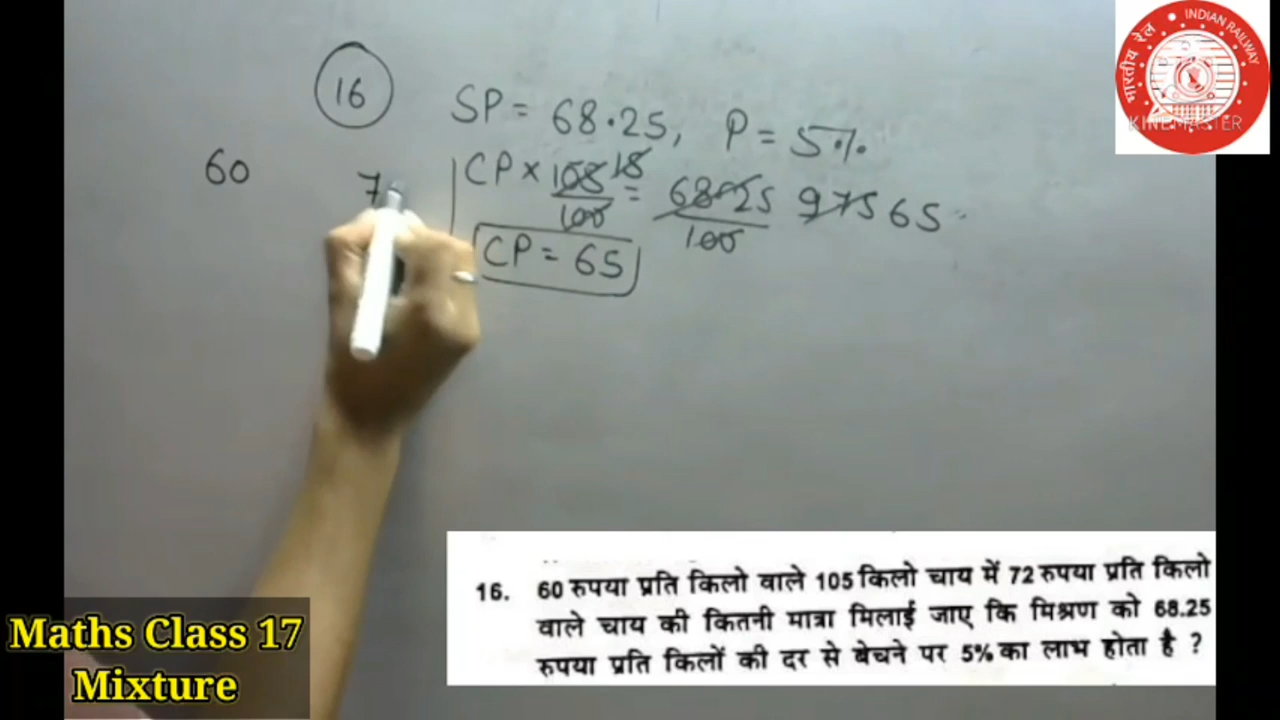 INDIAN RAILWAY
भारतीय रेल
KINEMASTER
16
SP = 68.25, P = 5%
60
7
CP × 105 / 100 = 68.25 / 100 975 65
CP = 65
16. 60 रुपया प्रति किलो वाले 105 किलो चाय में 72 रुपया प्रति किलो
वाले चाय की कितनी मात्रा मिलाई जाए कि मिश्रण को 68.25
रुपया प्रति किलों की दर से बेचने पर 5% का लाभ होता है ?
Maths Class 17
Mixture